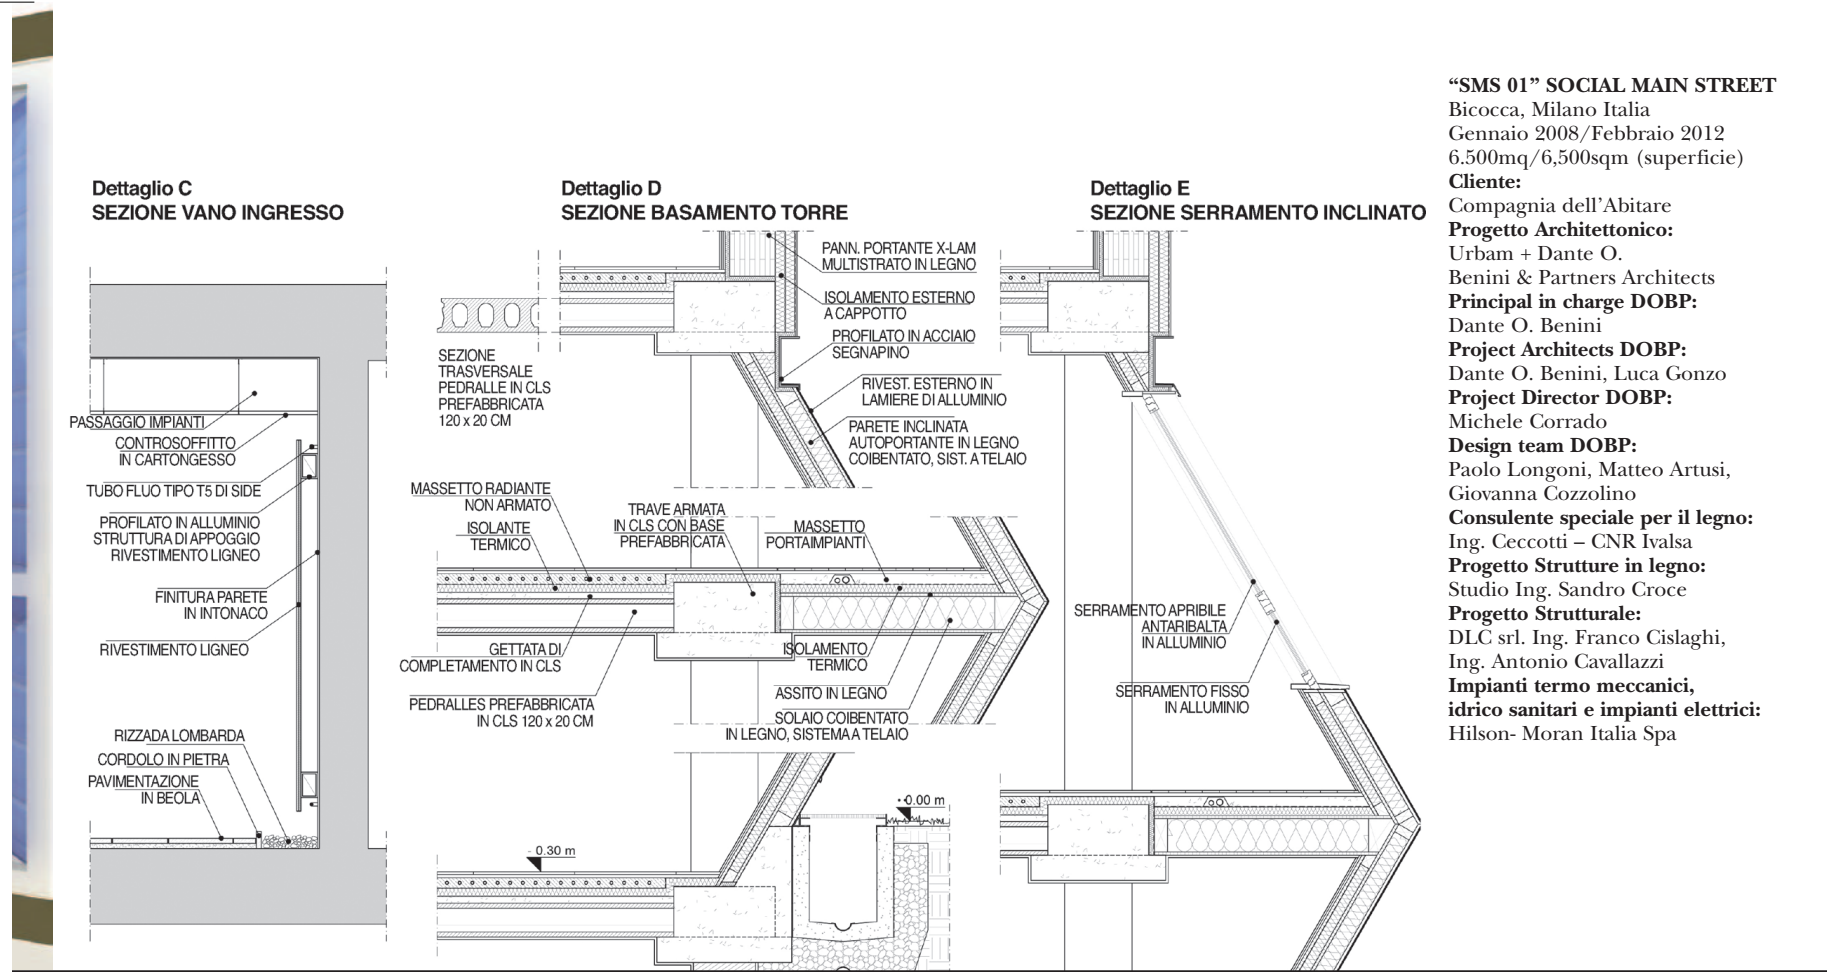 Dettaglio C
SEZIONE VANO INGRESSO
PASSAGGIO IMPIANTI
CONTROSOFFITTO
IN CARTONGESSO
TUBO FLUO TIPO T5 DI SIDE
PROFILATO IN ALLUMINIO
STRUTTURA DI APPOGGIO
RIVESTIMENTO LIGNEO
FINITURA PARETE
IN INTONACO
RIVESTIMENTO LIGNEO
RIZZADA LOMBARDA
CORDOLO IN PIETRA
PAVIMENTAZIONE
IN BEOLA
Dettaglio D
SEZIONE BASAMENTO TORRE
PANN. PORTANTE X-LAM
MULTISTRATO IN LEGNO
ISOLAMENTO ESTERNO
A CAPPOTTO
PROFILATO IN ACCIAIO
SEGNAPINO
SEZIONE
TRASVERSALE
PEDRALLE IN CLS
PREFABBRICATA
120 x 20 CM
RIVEST. ESTERNO IN
LAMIERE DI ALLUMINIO
PARETE INCLINATA
AUTOPORTANTE IN LEGNO
COIBENTATO, SIST. A TELAIO
MASSETTO RADIANTE
NON ARMATO
ISOLANTE
TERMICO
TRAVE ARMATA
IN CLS CON BASE
PREFABBRICATA
MASSETTO
PORTAIMPIANTI
GETTATA DI
COMPLETAMENTO IN CLS
PEDRALLES PREFABBRICATA
IN CLS 120 x 20 CM
ISOLAMENTO
TERMICO
ASSITO IN LEGNO
SOLAIO COIBENTATO
IN LEGNO, SISTEMA A TELAIO
- 0.30 m
0.00 m
Dettaglio E
SEZIONE SERRAMENTO INCLINATO
SERRAMENTO APRIBILE
ANTARIBALTA
IN ALLUMINIO
SERRAMENTO FISSO
IN ALLUMINIO
“SMS 01” SOCIAL MAIN STREET
Bicocca, Milano Italia
Gennaio 2008/Febbraio 2012
6.500mq/6,500sqm (superficie)
Cliente:
Compagnia dell’Abitare
Progetto Architettonico:
Urbam + Dante O.
Benini & Partners Architects
Principal in charge DOBP:
Dante O. Benini
Project Architects DOBP:
Dante O. Benini, Luca Gonzo
Project Director DOBP:
Michele Corrado
Design team DOBP:
Paolo Longoni, Matteo Artusi,
Giovanna Cozzolino
Consulente speciale per il legno:
Ing. Ceccotti – CNR Ivalsa
Progetto Strutture in legno:
Studio Ing. Sandro Croce
Progetto Strutturale:
DLC srl. Ing. Franco Cislaghi,
Ing. Antonio Cavallazzi
Impianti termo meccanici,
idrico sanitari e impianti elettrici:
Hilson- Moran Italia Spa